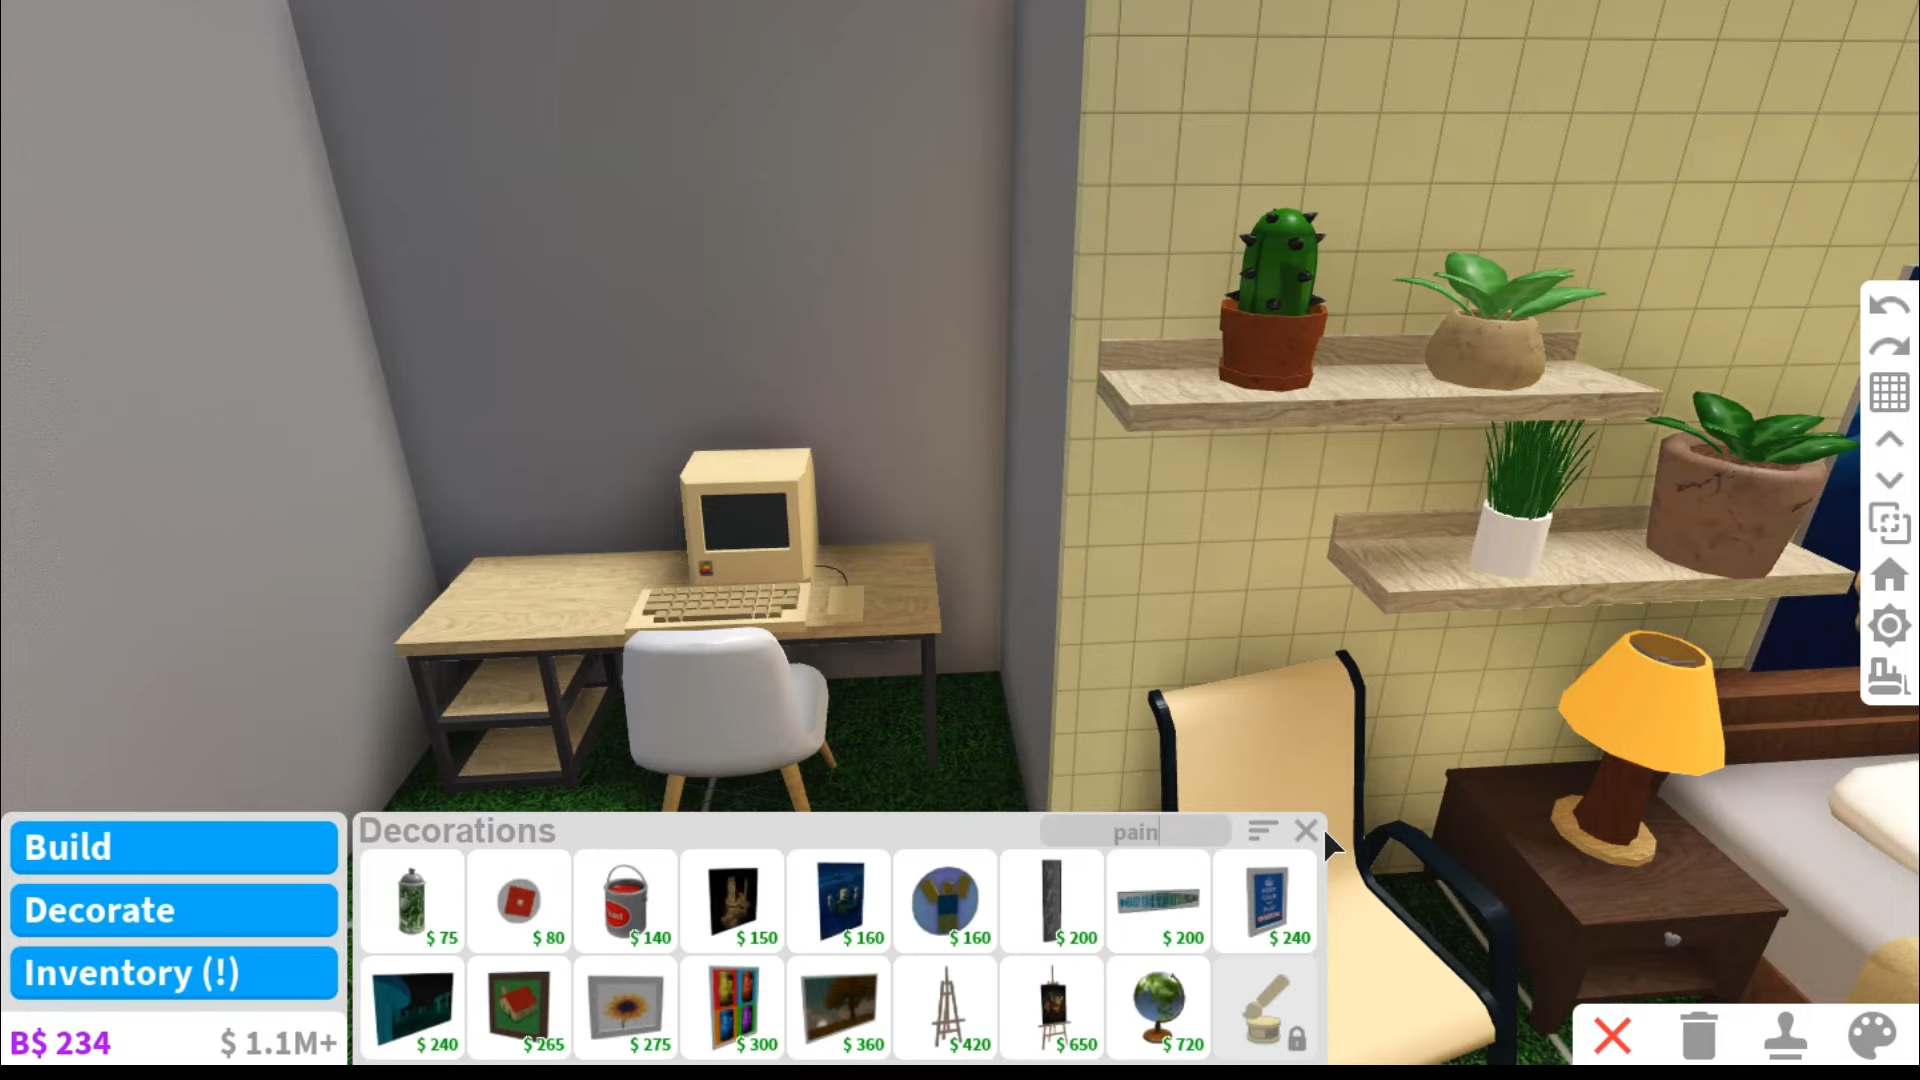 Build
Decorate
Inventory (!)
B$ 234
$ 1.1M+
Decorations
pain
$ 75
$ 80
$ 140
$ 150
$ 160
$ 160
$ 200
$ 200
$ 240
$ 240
$ 265
$ 275
$ 300
$ 360
$ 420
$ 650
$ 720